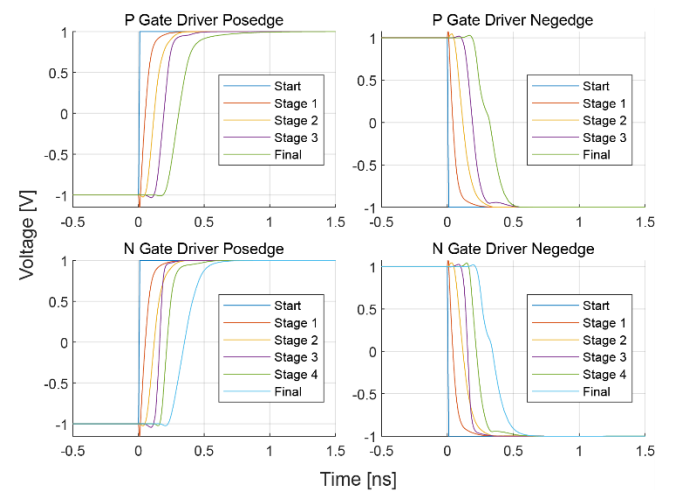 P Gate Driver Posedge
1
0.5
0
-0.5
-1
-0.5 0 0.5 1 1.5
Start
Stage 1
Stage 2
Stage 3
Final
P Gate Driver Negedge
1
0.5
0
-0.5
-1
-0.5 0 0.5 1 1.5
Start
Stage 1
Stage 2
Stage 3
Final
Voltage [V]
N Gate Driver Posedge
1
0.5
0
-0.5
-1
-0.5 0 0.5 1 1.5
Start
Stage 1
Stage 2
Stage 3
Stage 4
Final
N Gate Driver Negedge
1
0.5
0
-0.5
-1
-0.5 0 0.5 1 1.5
Start
Stage 1
Stage 2
Stage 3
Stage 4
Final
Time [ns]